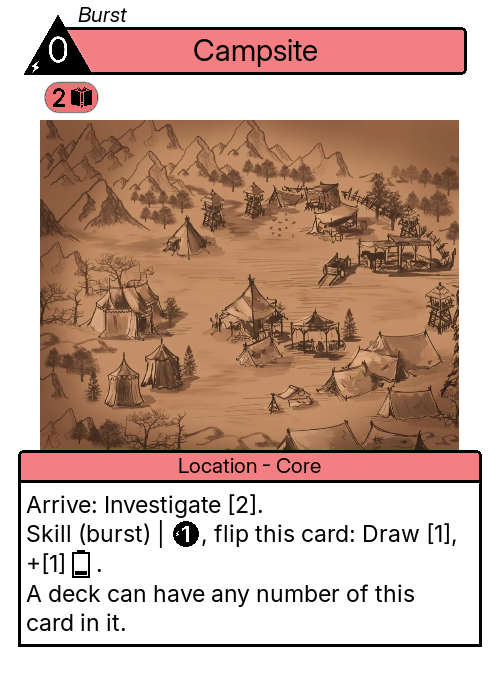 Burst
0
Campsite
2
Location - Core
Arrive: Investigate [2].
Skill (burst) | 1, flip this card: Draw [1],
+[1] .
A deck can have any number of this
card in it.